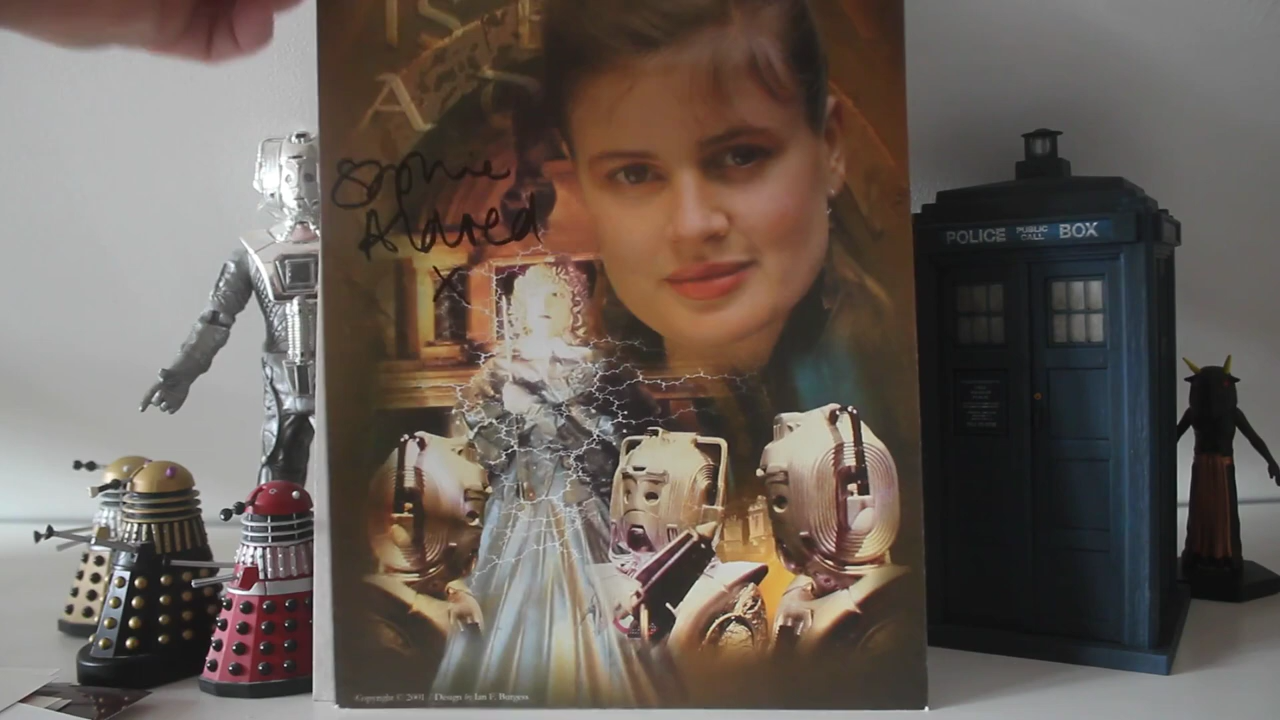 Sophie
Aldred
x
POLICE PUBLIC CALL BOX
Copyright © 2001 / Design by Ian F. Burgess